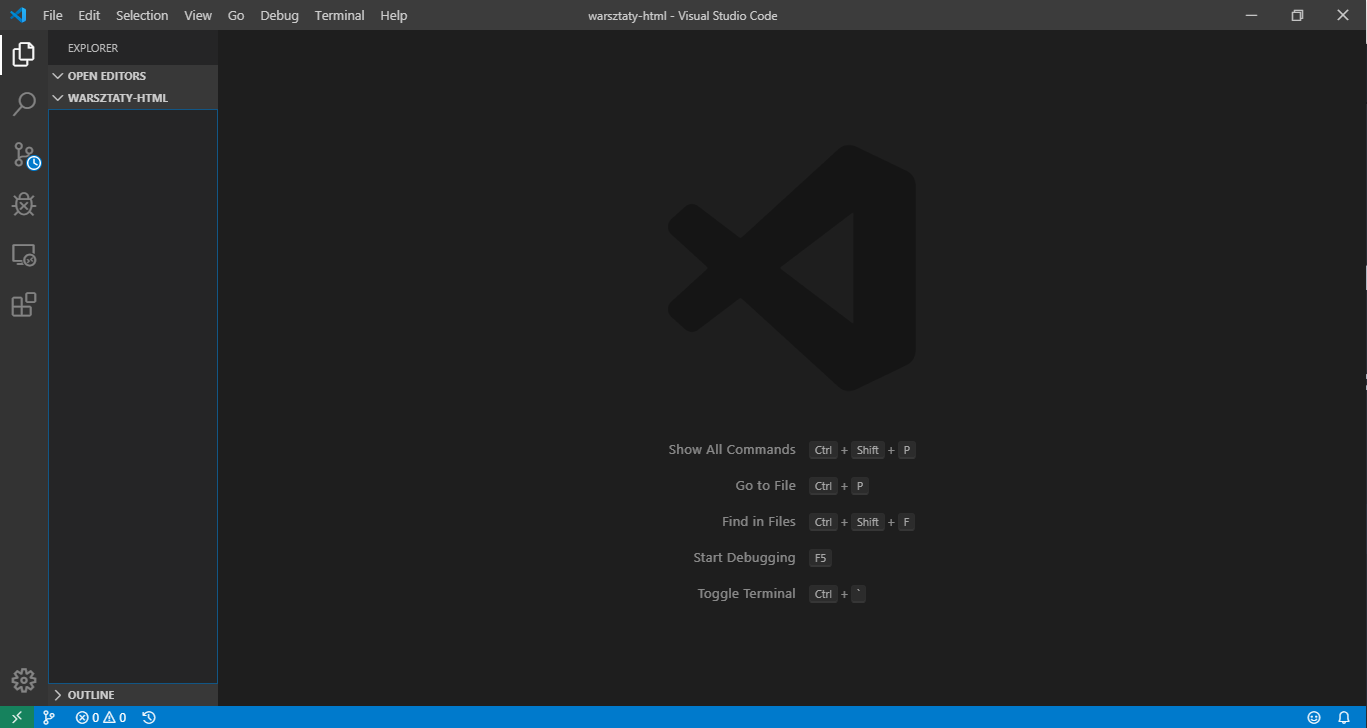 File Edit Selection View Go Debug Terminal Help warsztaty-html - Visual Studio Code
EXPLORER
OPEN EDITORS
WARSZTATY-HTML
Show All Commands Ctrl + Shift + P
Go to File Ctrl + P
Find in Files Ctrl + Shift + F
Start Debugging F5
Toggle Terminal Ctrl + `
OUTLINE
0 0